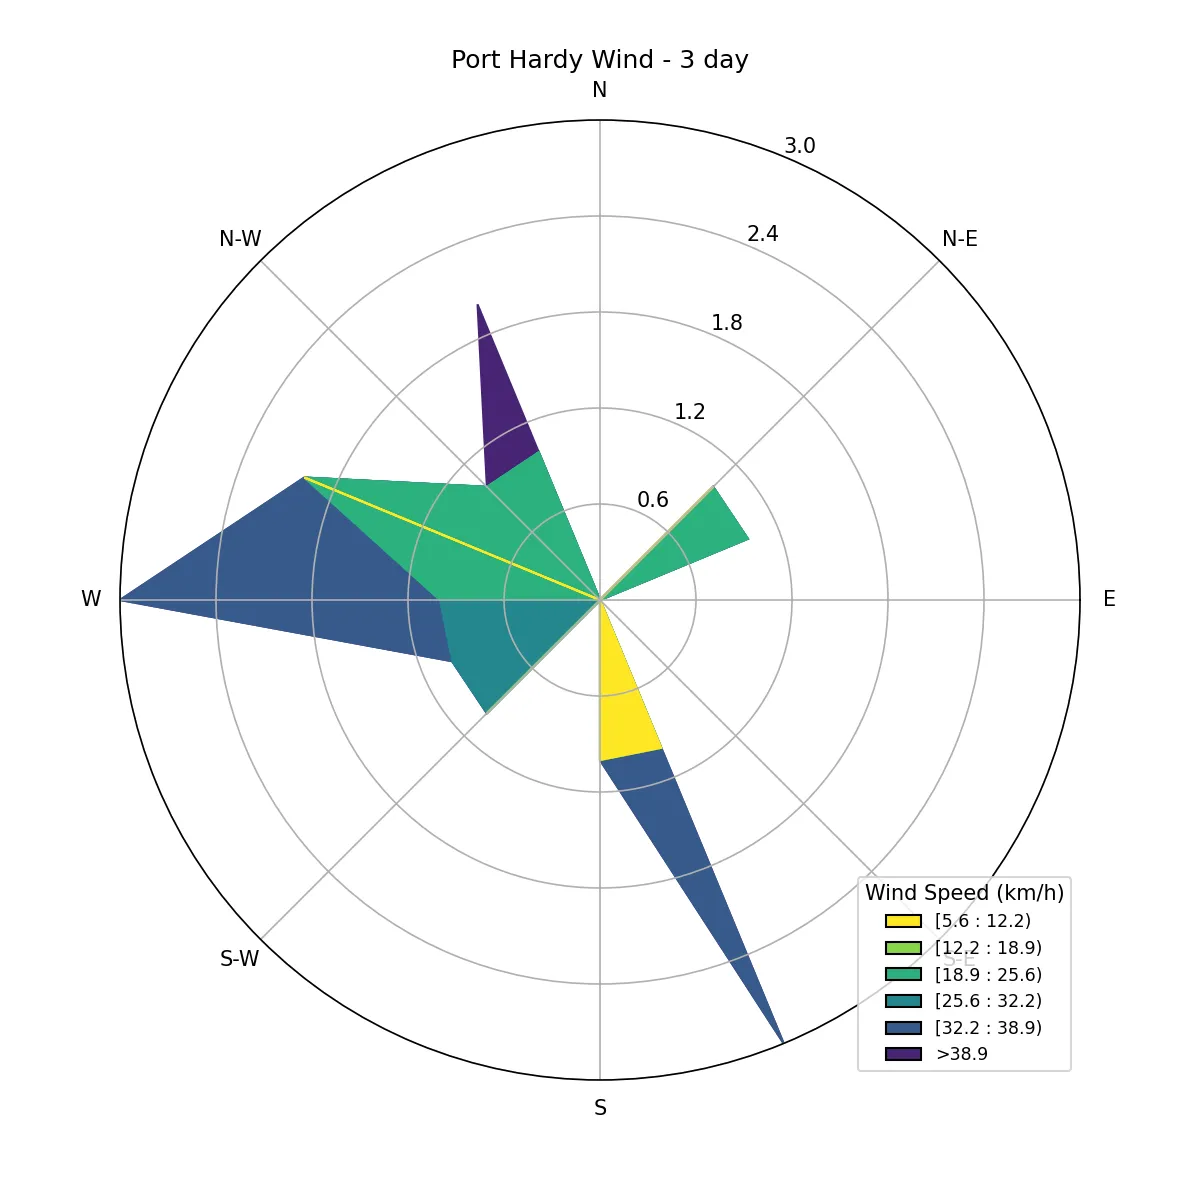 Port Hardy Wind - 3 day
N
3.0
N-W
2.4
N-E
1.8
1.2
0.6
W
E
Wind Speed (km/h)
[5.6 : 12.2)
[12.2 : 18.9)
S-W
S-E
[18.9 : 25.6)
[25.6 : 32.2)
[32.2 : 38.9)
>38.9
S